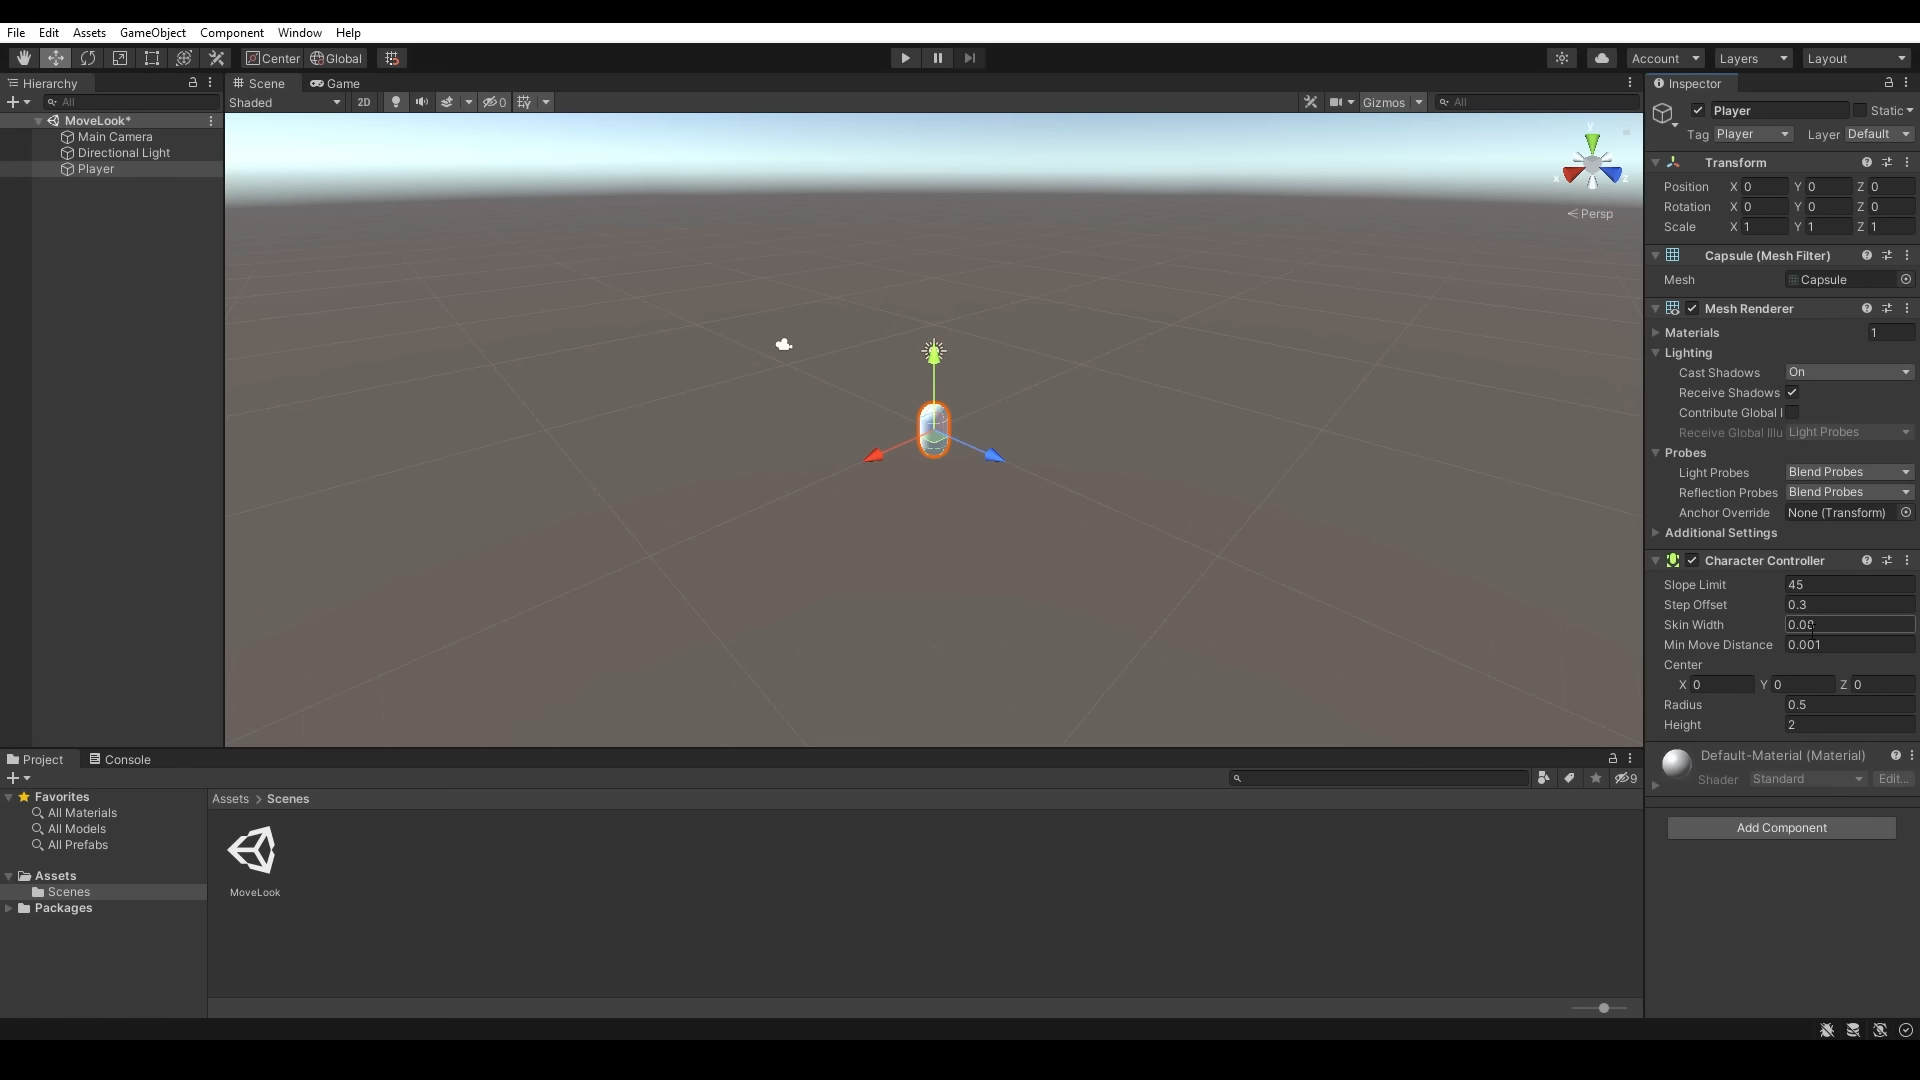 File Edit Assets GameObject Component Window Help
Center Global Account Layers Layout
Hierarchy
All
MoveLook*
Main Camera
Directional Light
Player
Scene Game
Shaded 2D 0 Gizmos All
y
x z
Persp
Inspector
Player Static
Tag Player Layer Default
Transform
Position X 0 Y 0 Z 0
Rotation X 0 Y 0 Z 0
Scale X 1 Y 1 Z 1
Capsule (Mesh Filter)
Mesh Capsule
Mesh Renderer
Materials 1
Lighting
Cast Shadows On
Receive Shadows
Contribute Global I
Receive Global Illu Light Probes
Probes
Light Probes Blend Probes
Reflection Probes Blend Probes
Anchor Override None (Transform)
Additional Settings
Character Controller
Slope Limit 45
Step Offset 0.3
Skin Width
Min Move Distance 0.001
Center
X 0 Y 0 Z 0
Radius 0.5
Height 2
Default-Material (Material)
Shader Standard Edit...
Add Component
Project Console
9
Favorites
All Materials
All Models
All Prefabs
Assets
Scenes
Packages
Assets > Scenes
MoveLook